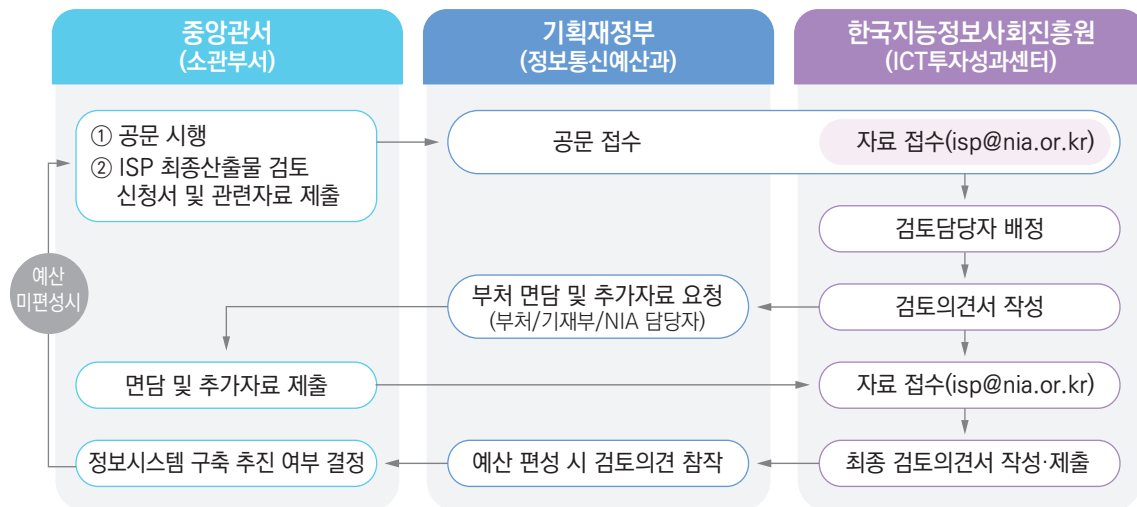 중앙관서
(소관부서)
기획재정부
(정보통신예산과)
한국지능정보사회진흥원
(ICT투자성과센터)
① 공문 시행
② ISP 최종산출물 검토
신청서 및 관련자료 제출
공문 접수
자료 접수(isp@nia.or.kr)
검토담당자 배정
예산
미편성시
부처 면담 및 추가자료 요청
(부처/기재부/NIA 담당자)
검토의견서 작성
면담 및 추가자료 제출
자료 접수(isp@nia.or.kr)
정보시스템 구축 추진 여부 결정
예산 편성 시 검토의견 참작
최종 검토의견서 작성·제출